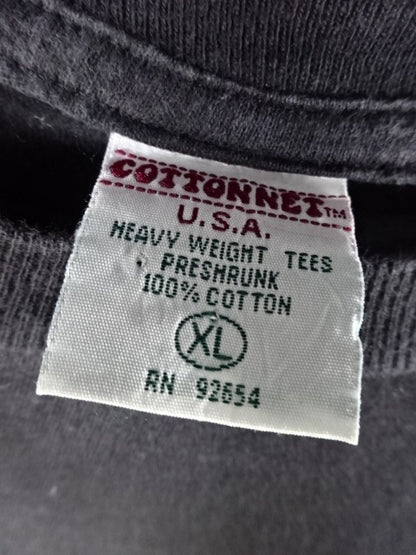 COTTONNET™
U.S.A.
HEAVY WEIGHT TEES
PRESHRUNK
100% COTTON
XL
RN 92654